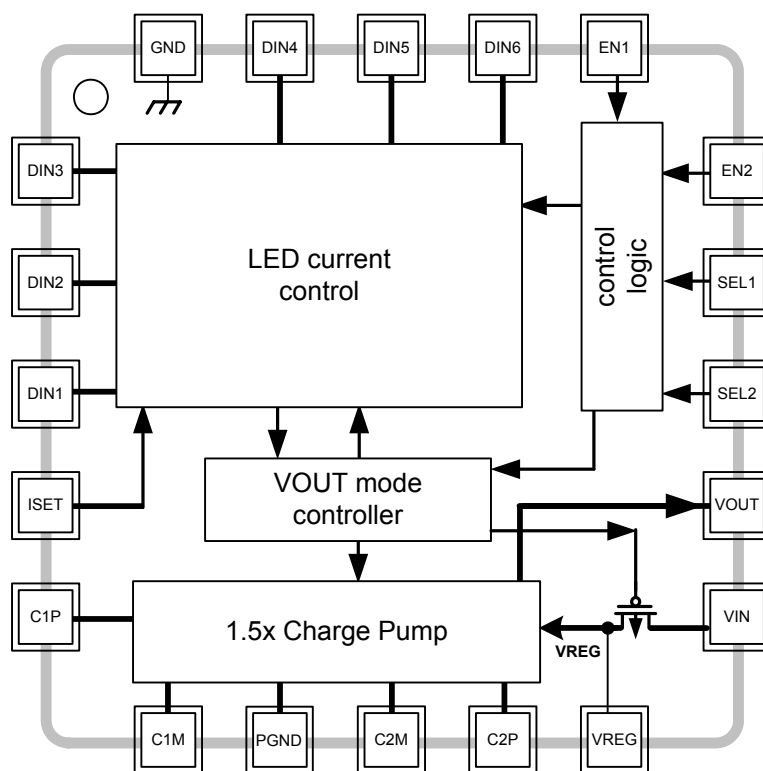 GND
DIN4
DIN5
DIN6
EN1
DIN3
EN2
LED current
control
control
logic
DIN2
SEL1
DIN1
SEL2
ISET
VOUT mode
controller
VOUT
C1P
1.5x Charge Pump
VREG
VIN
C1M
PGND
C2M
C2P
VREG